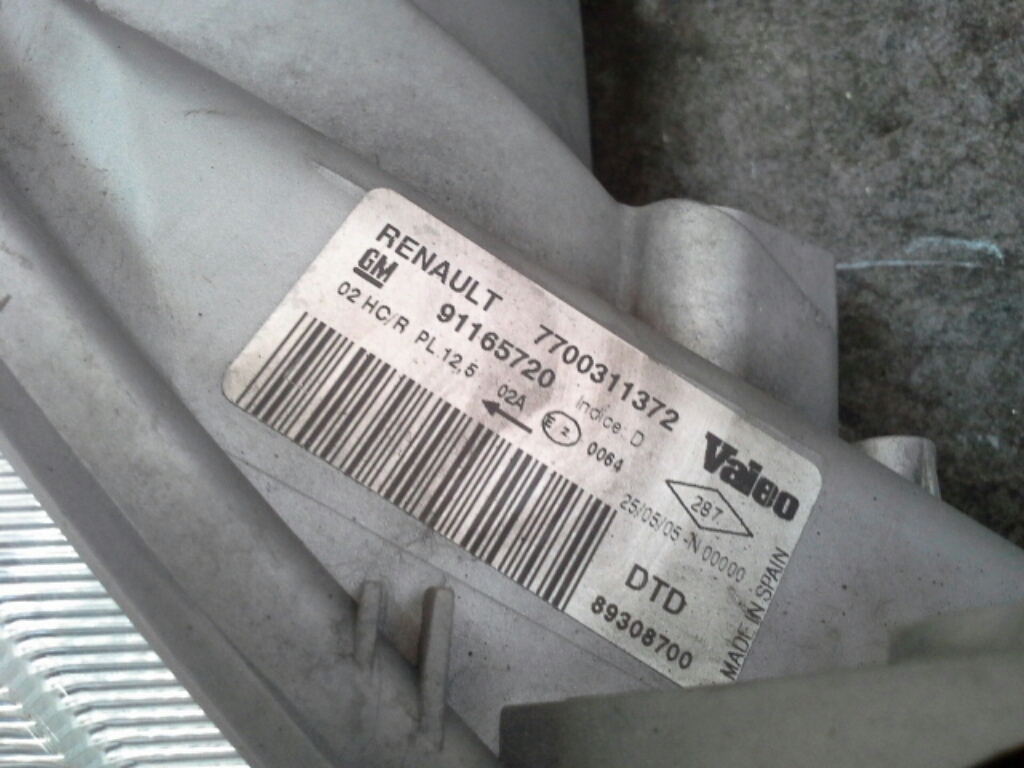 RENAULT 7700311372
GM 91165720 Indice-D
02 HC/R PL.12,5 02A E2 0064
Valeo
287
25/05/05-N 00000
DTD
89308700
MADE IN SPAIN